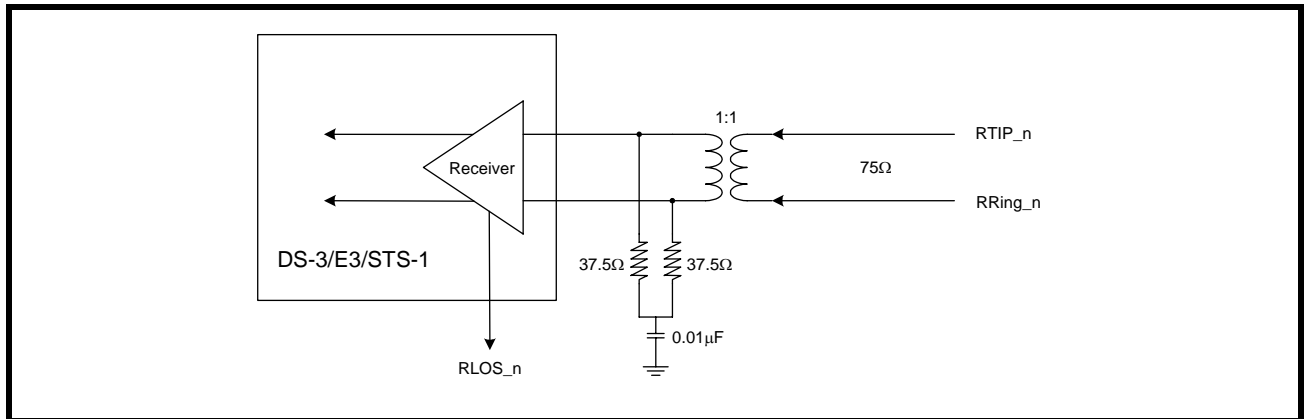 1:1
RTIP_n
Receiver
75Ω
RRing_n
DS-3/E3/STS-1
37.5Ω
37.5Ω
0.01μF
RLOS_n